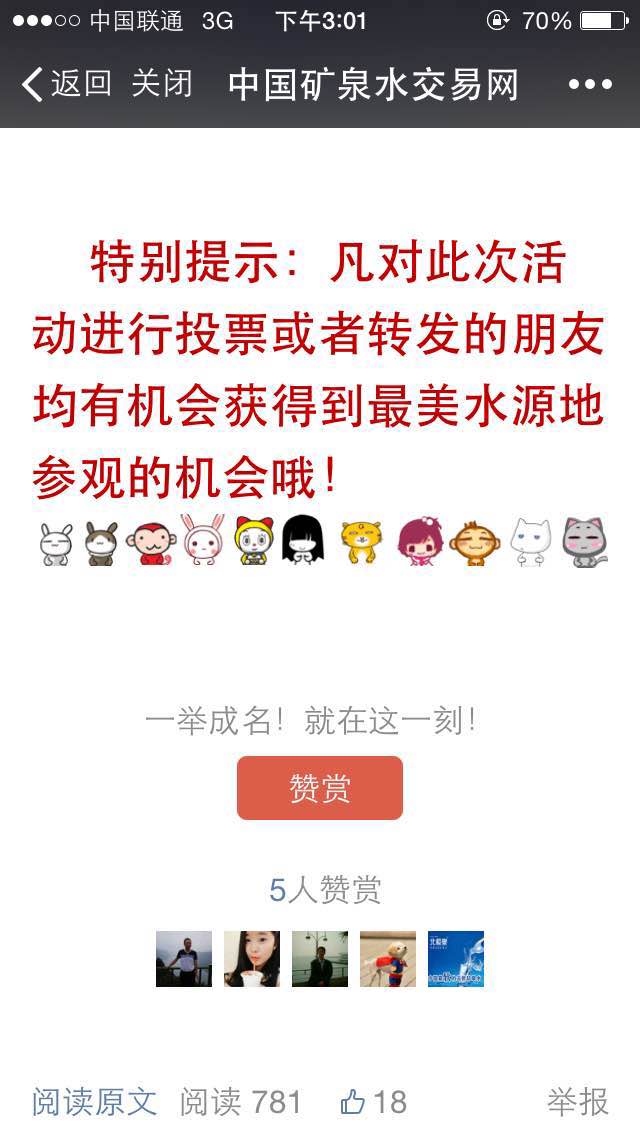 中国联通 3G 下午3:01 70%
返回 关闭 中国矿泉水交易网
特别提示：凡对此次活
动进行投票或者转发的朋友
均有机会获得到最美水源地
参观的机会哦！
一举成名！就在这一刻！
赞赏
5人赞赏
阅读原文 阅读 781 18 举报